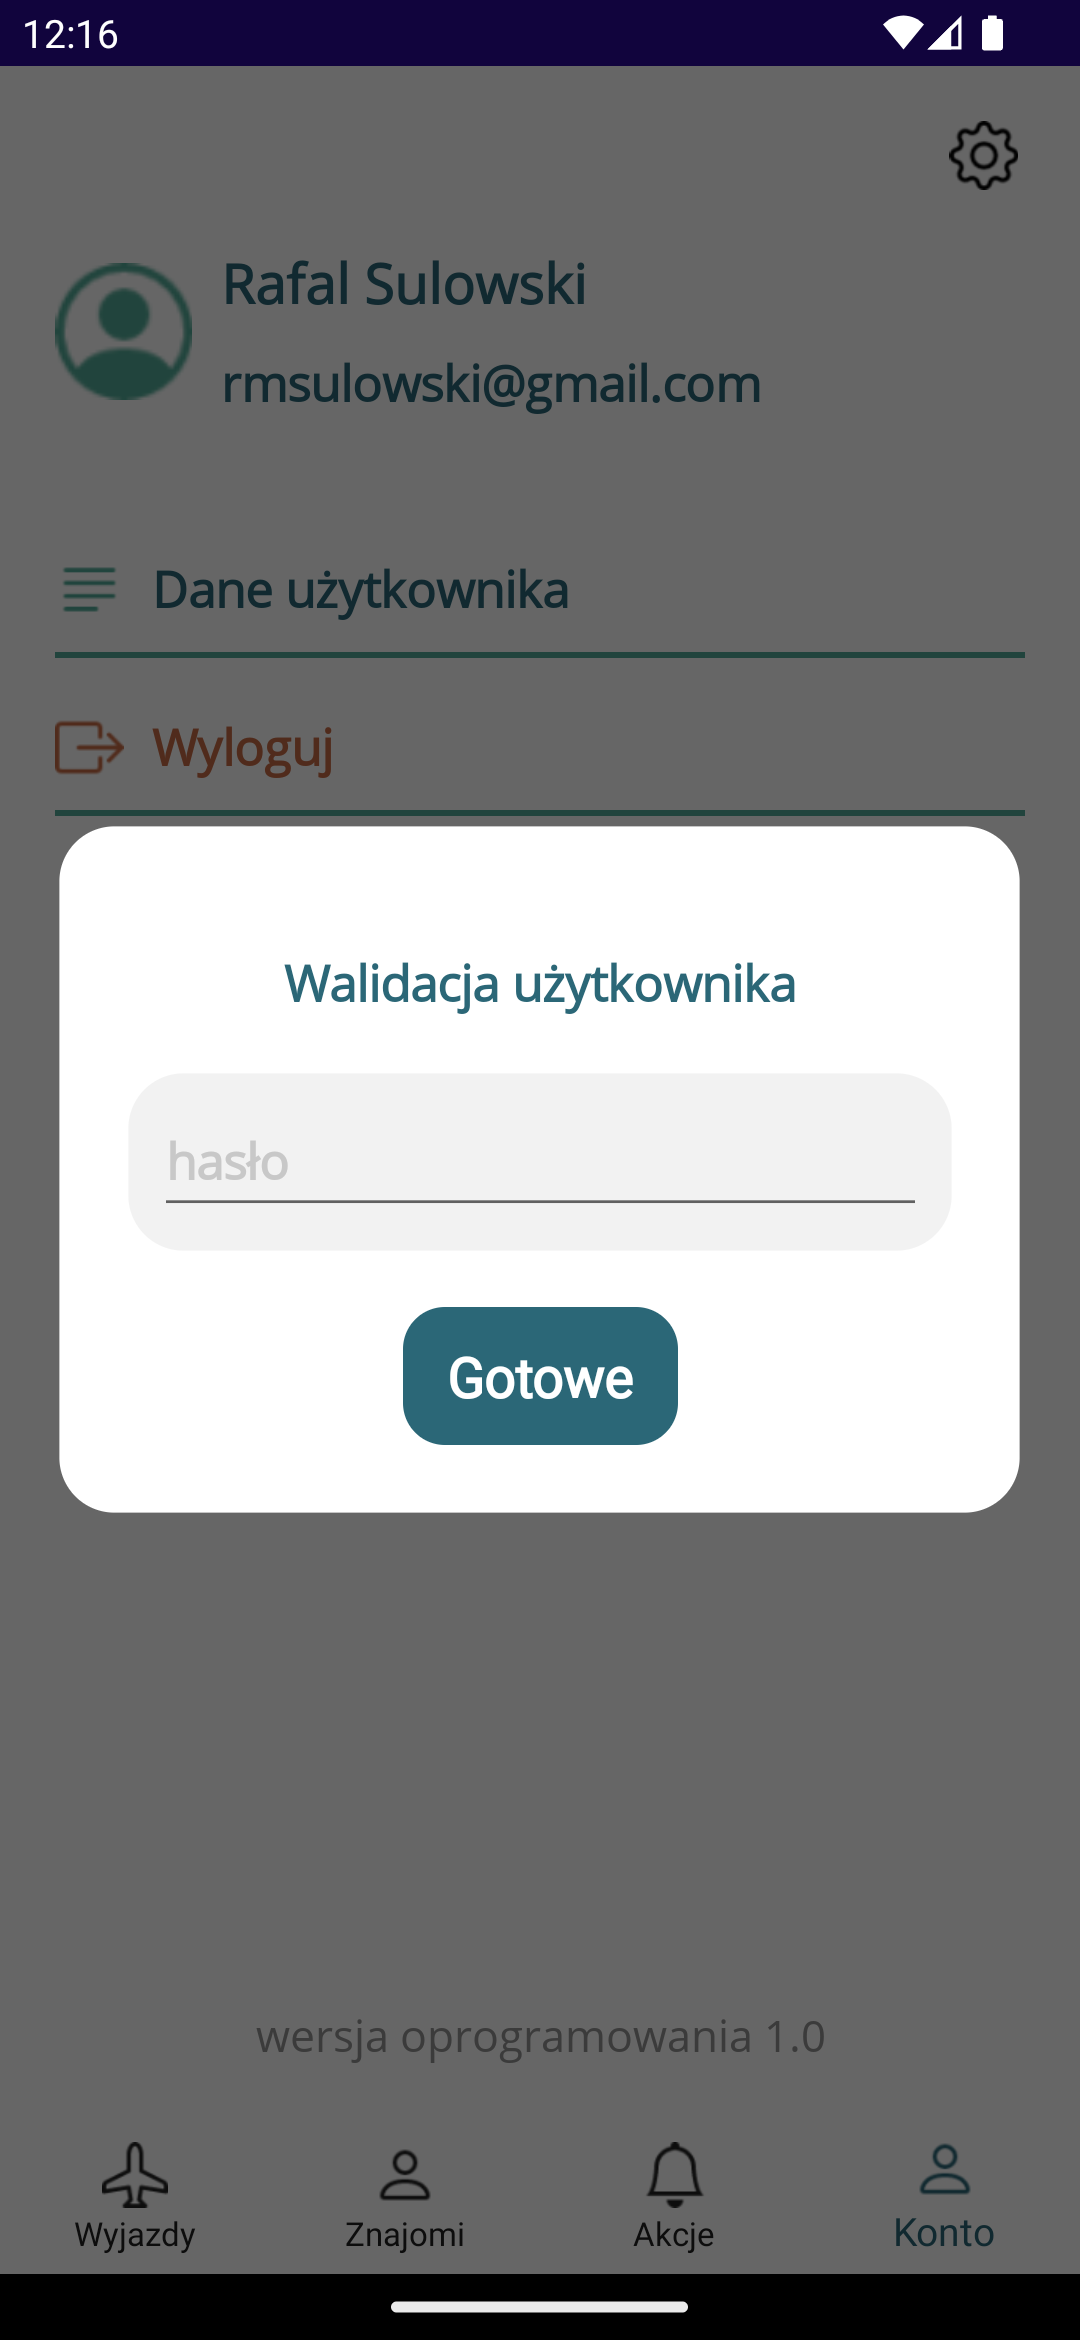 12:16
Rafal Sulowski
rmsulowski@gmail.com
Dane użytkownika
Wyloguj
Walidacja użytkownika
hasło
Gotowe
wersja oprogramowania 1.0
Wyjazdy
Znajomi
Akcje
Konto